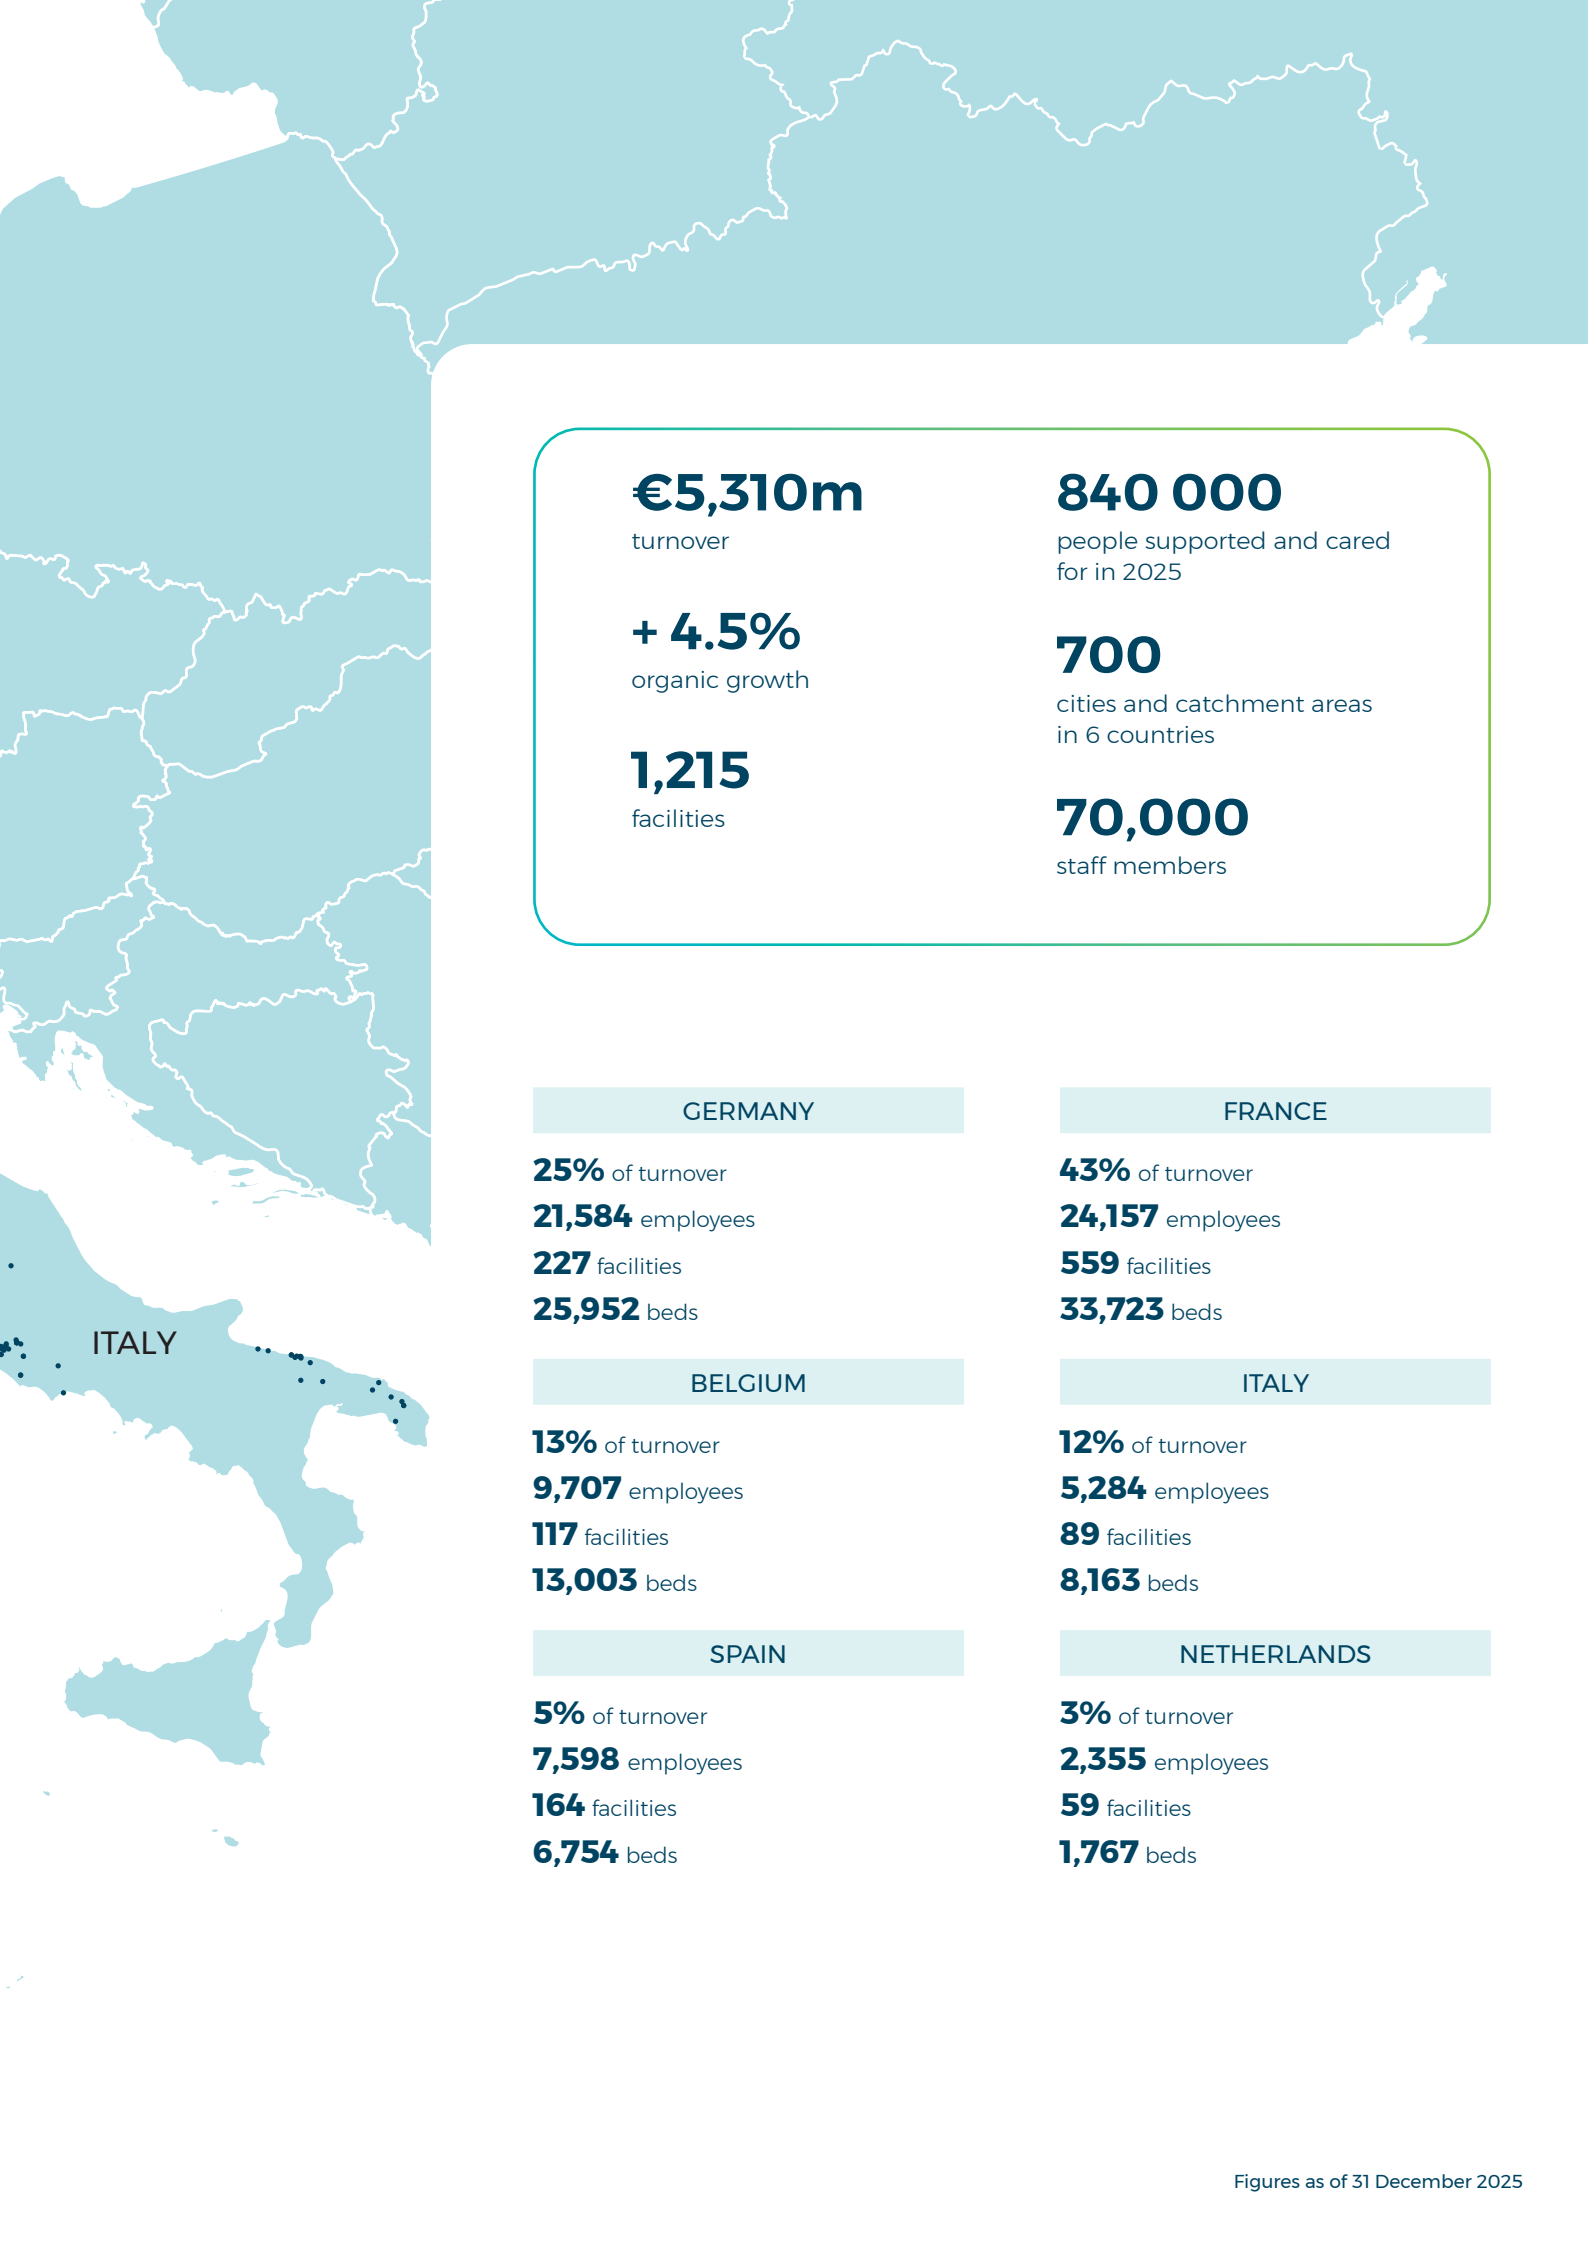 €5,310m
turnover
+ 4.5%
organic growth
1,215
facilities
840 000
people supported and cared
for in 2025
700
cities and catchment areas
in 6 countries
70,000
staff members
GERMANY
25% of turnover
21,584 employees
227 facilities
25,952 beds
FRANCE
43% of turnover
24,157 employees
559 facilities
33,723 beds
ITALY
BELGIUM
13% of turnover
9,707 employees
117 facilities
13,003 beds
ITALY
12% of turnover
5,284 employees
89 facilities
8,163 beds
SPAIN
5% of turnover
7,598 employees
164 facilities
6,754 beds
NETHERLANDS
3% of turnover
2,355 employees
59 facilities
1,767 beds
Figures as of 31 December 2025